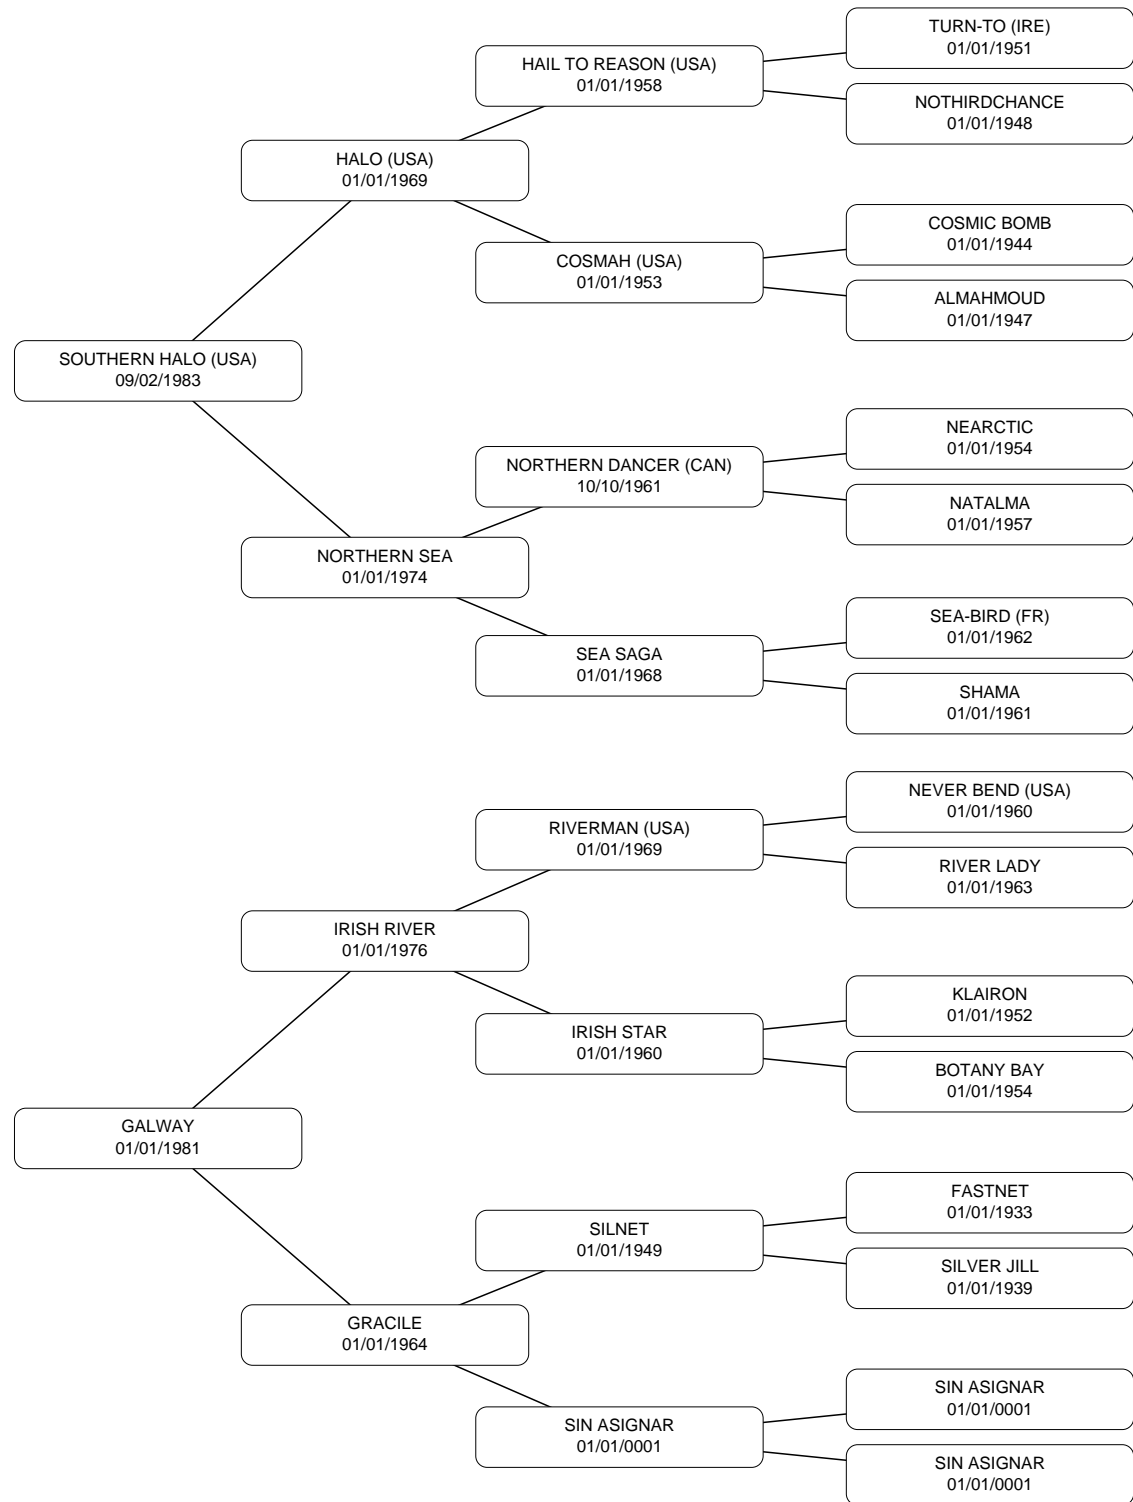 TURN-TO (IRE)
01/01/1951
HAIL TO REASON (USA)
01/01/1958
NOTHIRDCHANCE
01/01/1948
HALO (USA)
01/01/1969
COSMIC BOMB
01/01/1944
COSMAH (USA)
01/01/1953
ALMAHMOUD
01/01/1947
SOUTHERN HALO (USA)
09/02/1983
NEARCTIC
01/01/1954
NORTHERN DANCER (CAN)
10/10/1961
NATALMA
01/01/1957
NORTHERN SEA
01/01/1974
SEA-BIRD (FR)
01/01/1962
SEA SAGA
01/01/1968
SHAMA
01/01/1961
NEVER BEND (USA)
01/01/1960
RIVERMAN (USA)
01/01/1969
RIVER LADY
01/01/1963
IRISH RIVER
01/01/1976
KLAIRON
01/01/1952
IRISH STAR
01/01/1960
BOTANY BAY
01/01/1954
GALWAY
01/01/1981
FASTNET
01/01/1933
SILNET
01/01/1949
SILVER JILL
01/01/1939
GRACILE
01/01/1964
SIN ASIGNAR
01/01/0001
SIN ASIGNAR
01/01/0001
SIN ASIGNAR
01/01/0001